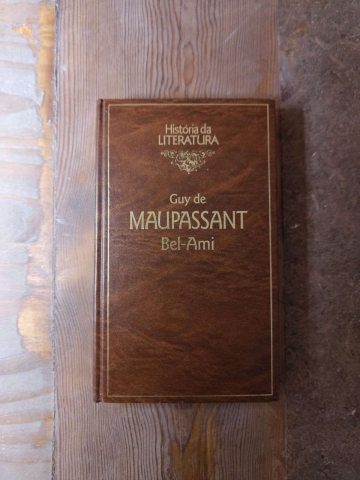 História da
LITERATURA
Guy de
MAUPASSANT
Bel-Ami